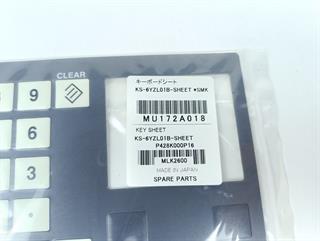 CLEAR
9
6
3
キーボードシート
KS-6YZL01B-SHEET *SMK
MU172A018
KEY SHEET
KS-6YZL01B-SHEET
P428K000P16
MLK2600
MADE IN JAPAN
SPARE PARTS